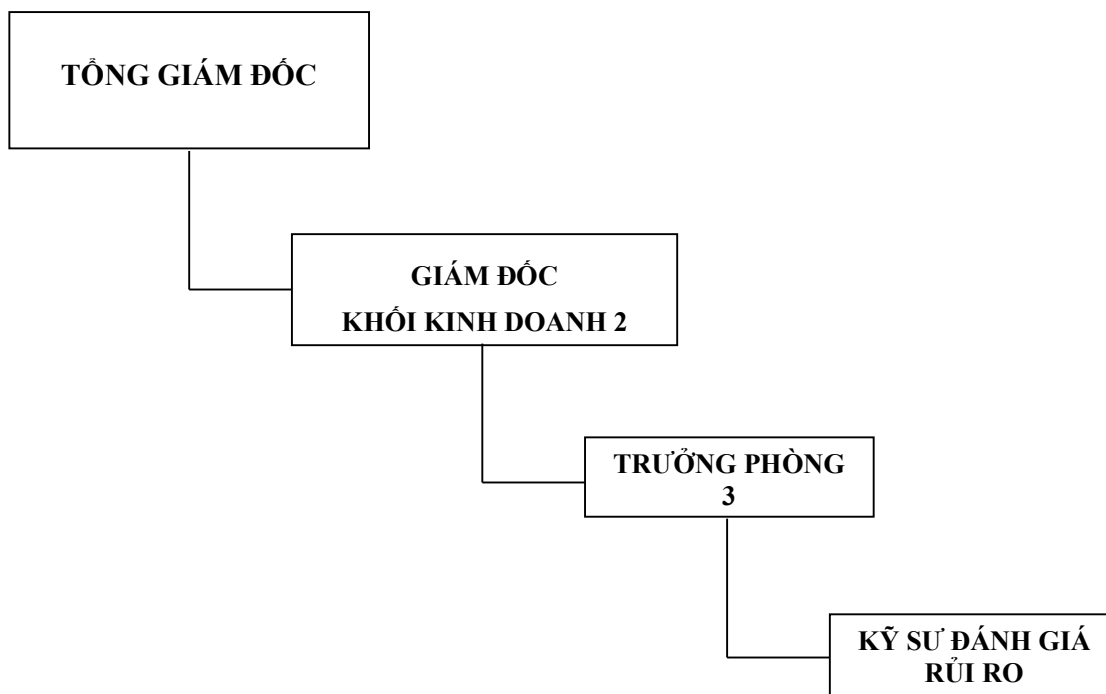 TỔNG GIÁM ĐỐC
GIÁM ĐỐC
KHỐI KINH DOANH 2
TRƯỞNG PHÒNG
3
KỸ SƯ ĐÁNH GIÁ
RỦI RO